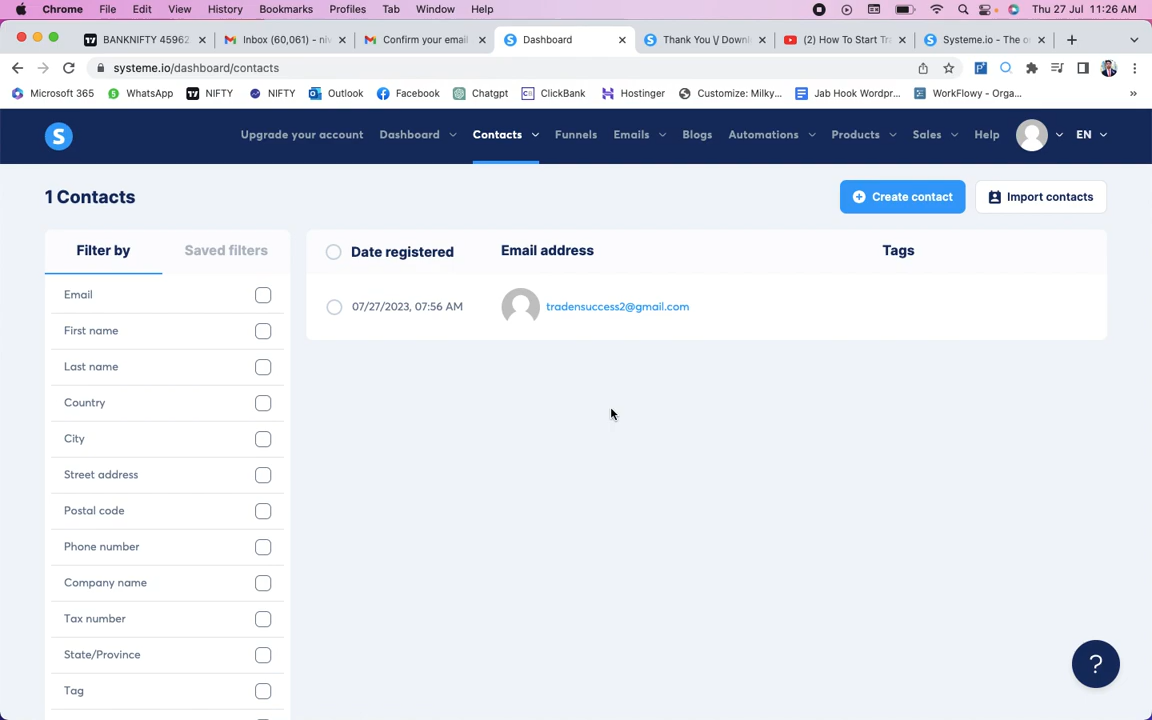 Chrome File Edit View History Bookmarks Profiles Tab Window Help Thu 27 Jul 11:26 AM
BANKNIFTY 45962 Inbox (60,061) – niv Confirm your email Dashboard Thank You \/ Downl (2) How To Start Tra Systeme.io - The o
systeme.io/dashboard/contacts
Microsoft 365 WhatsApp NIFTY NIFTY Outlook Facebook Chatgpt ClickBank Hostinger Customize: Milky... Jab Hook Wordpr... WorkFlowy - Orga... »
S Upgrade your account Dashboard Contacts Funnels Emails Blogs Automations Products Sales Help EN
1 Contacts Create contact Import contacts
Filter by Saved filters Date registered Email address Tags
Email 07/27/2023, 07:56 AM tradensuccess2@gmail.com
First name
Last name
Country
City
Street address
Postal code
Phone number
Company name
Tax number
State/Province
Tag
?